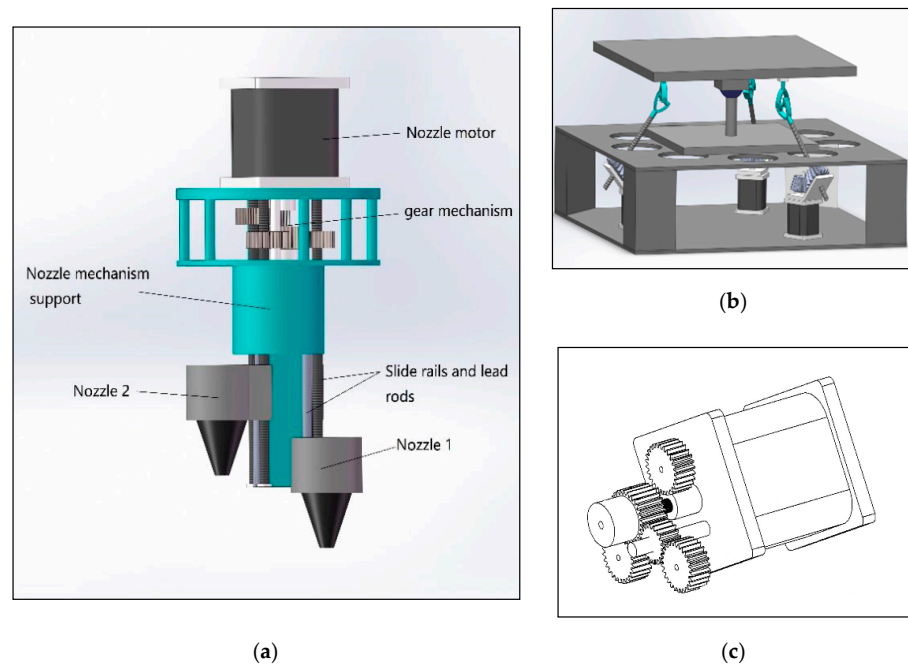 Nozzle motor
gear mechanism
Nozzle mechanism
support
Slide rails and lead
rods
Nozzle 2
Nozzle 1
(a)
(b)
(c)